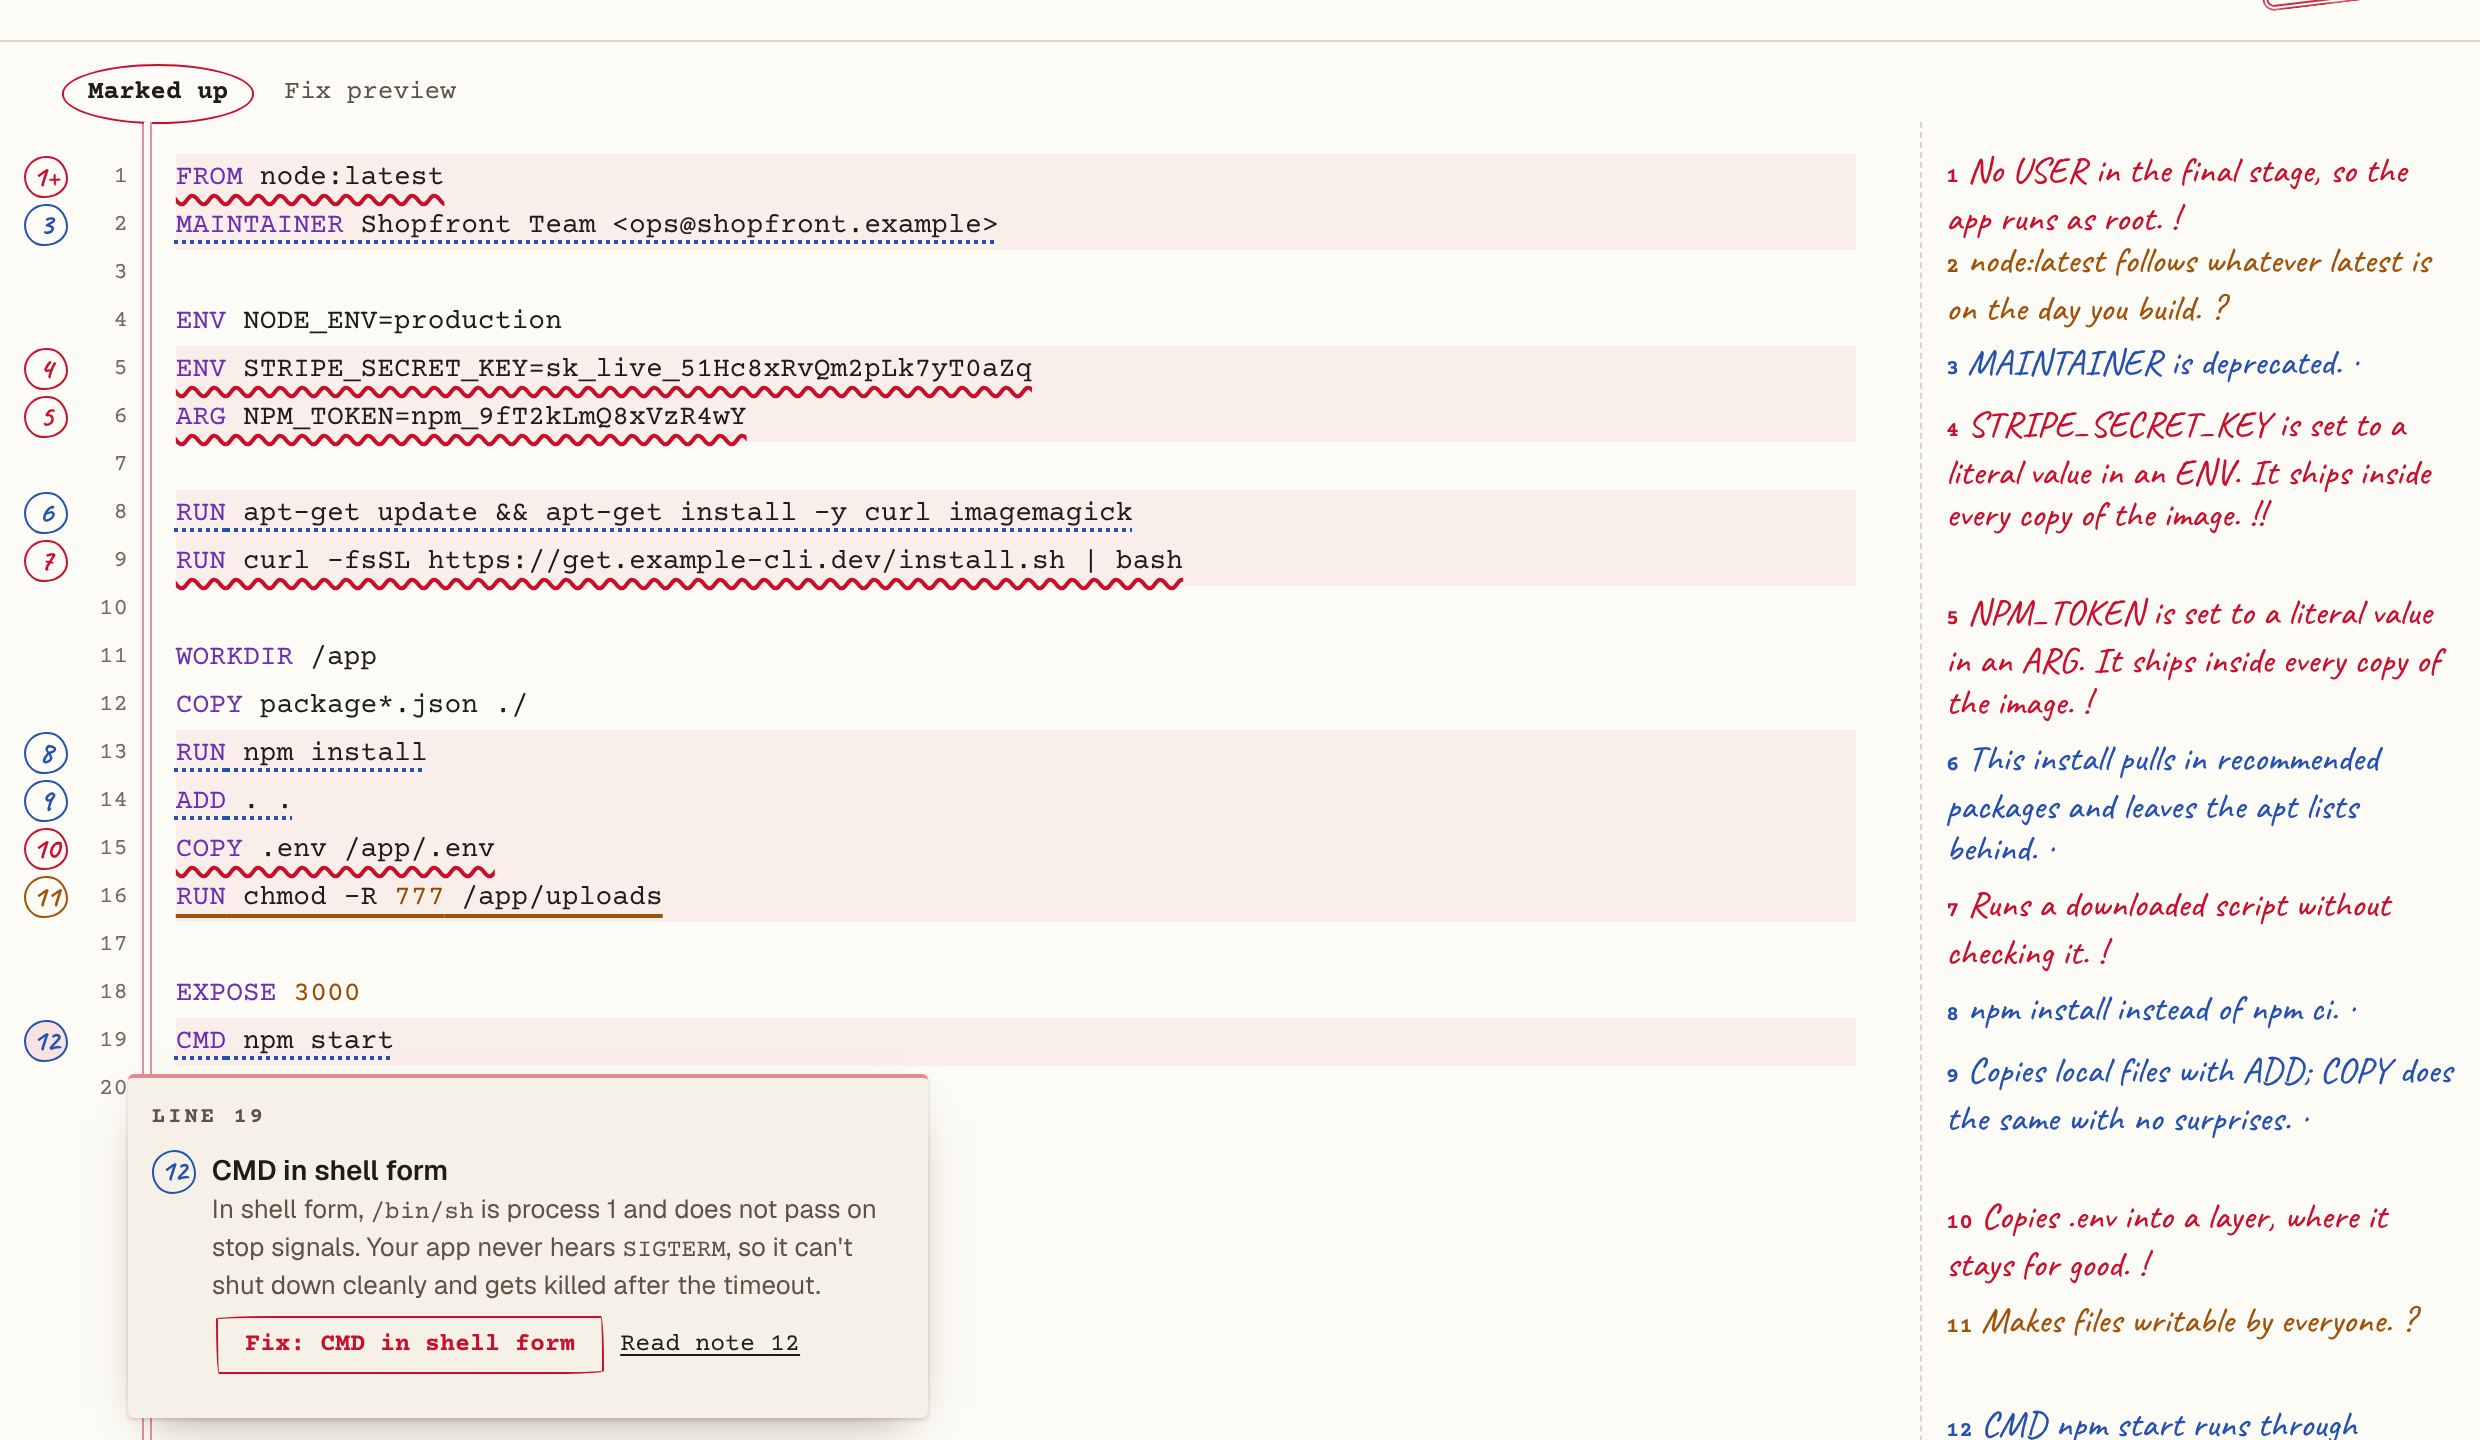 Marked up Fix preview
1+ 1 FROM node:latest
3 2 MAINTAINER Shopfront Team <ops@shopfront.example>
3
4 ENV NODE_ENV=production
4 5 ENV STRIPE_SECRET_KEY=sk_live_51Hc8xRvQm2pLk7yT0aZq
5 6 ARG NPM_TOKEN=npm_9fT2kLmQ8xVzR4wY
7
6 8 RUN apt-get update && apt-get install -y curl imagemagick
7 9 RUN curl -fsSL https://get.example-cli.dev/install.sh | bash
10
11 WORKDIR /app
12 COPY package*.json ./
8 13 RUN npm install
9 14 ADD . .
10 15 COPY .env /app/.env
11 16 RUN chmod -R 777 /app/uploads
17
18 EXPOSE 3000
12 19 CMD npm start
20
LINE 19
12 CMD in shell form
In shell form, /bin/sh is process 1 and does not pass on
stop signals. Your app never hears SIGTERM, so it can't
shut down cleanly and gets killed after the timeout.
Fix: CMD in shell form Read note 12
1 No USER in the final stage, so the
app runs as root. !
2 node:latest follows whatever latest is
on the day you build. ?
3 MAINTAINER is deprecated. ·
4 STRIPE_SECRET_KEY is set to a
literal value in an ENV. It ships inside
every copy of the image. !!
5 NPM_TOKEN is set to a literal value
in an ARG. It ships inside every copy of
the image. !
6 This install pulls in recommended
packages and leaves the apt lists
behind. ·
7 Runs a downloaded script without
checking it. !
8 npm install instead of npm ci. ·
9 Copies local files with ADD; COPY does
the same with no surprises. ·
10 Copies .env into a layer, where it
stays for good. !
11 Makes files writable by everyone. ?
12 CMD npm start runs through